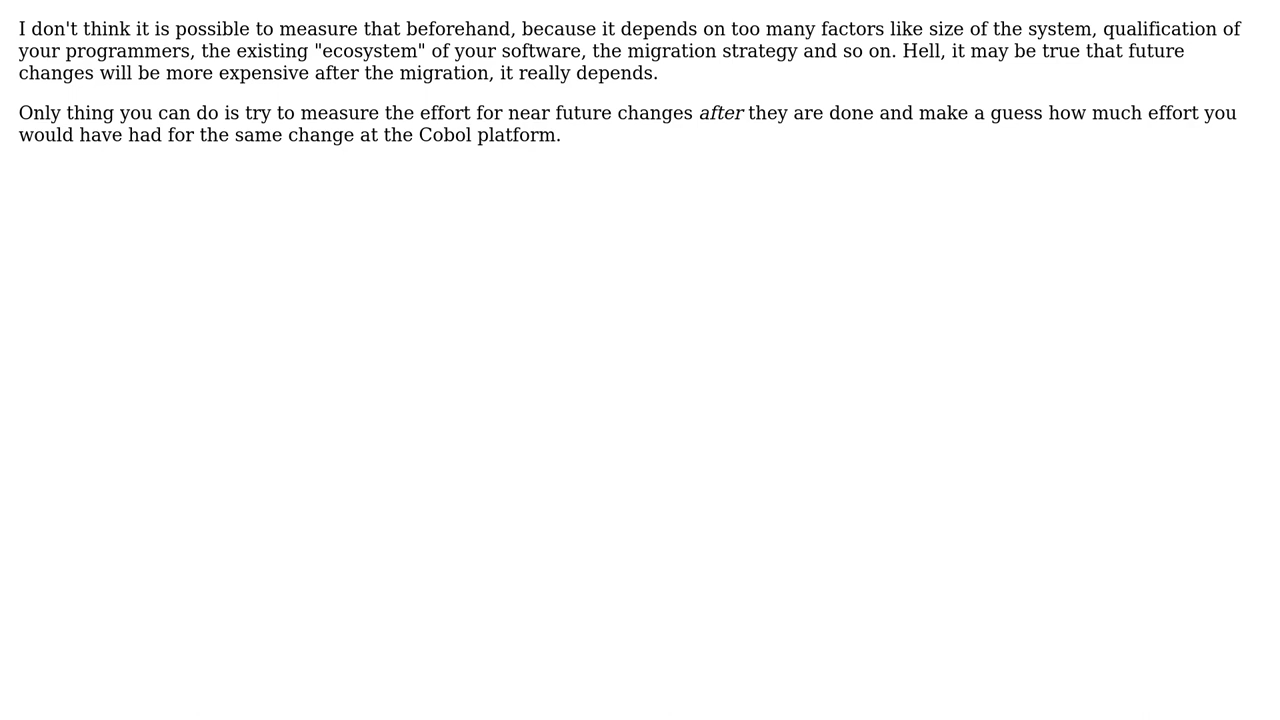 I don't think it is possible to measure that beforehand, because it depends on too many factors like size of the system, qualification of
your programmers, the existing "ecosystem" of your software, the migration strategy and so on. Hell, it may be true that future
changes will be more expensive after the migration, it really depends.
Only thing you can do is try to measure the effort for near future changes after they are done and make a guess how much effort you
would have had for the same change at the Cobol platform.